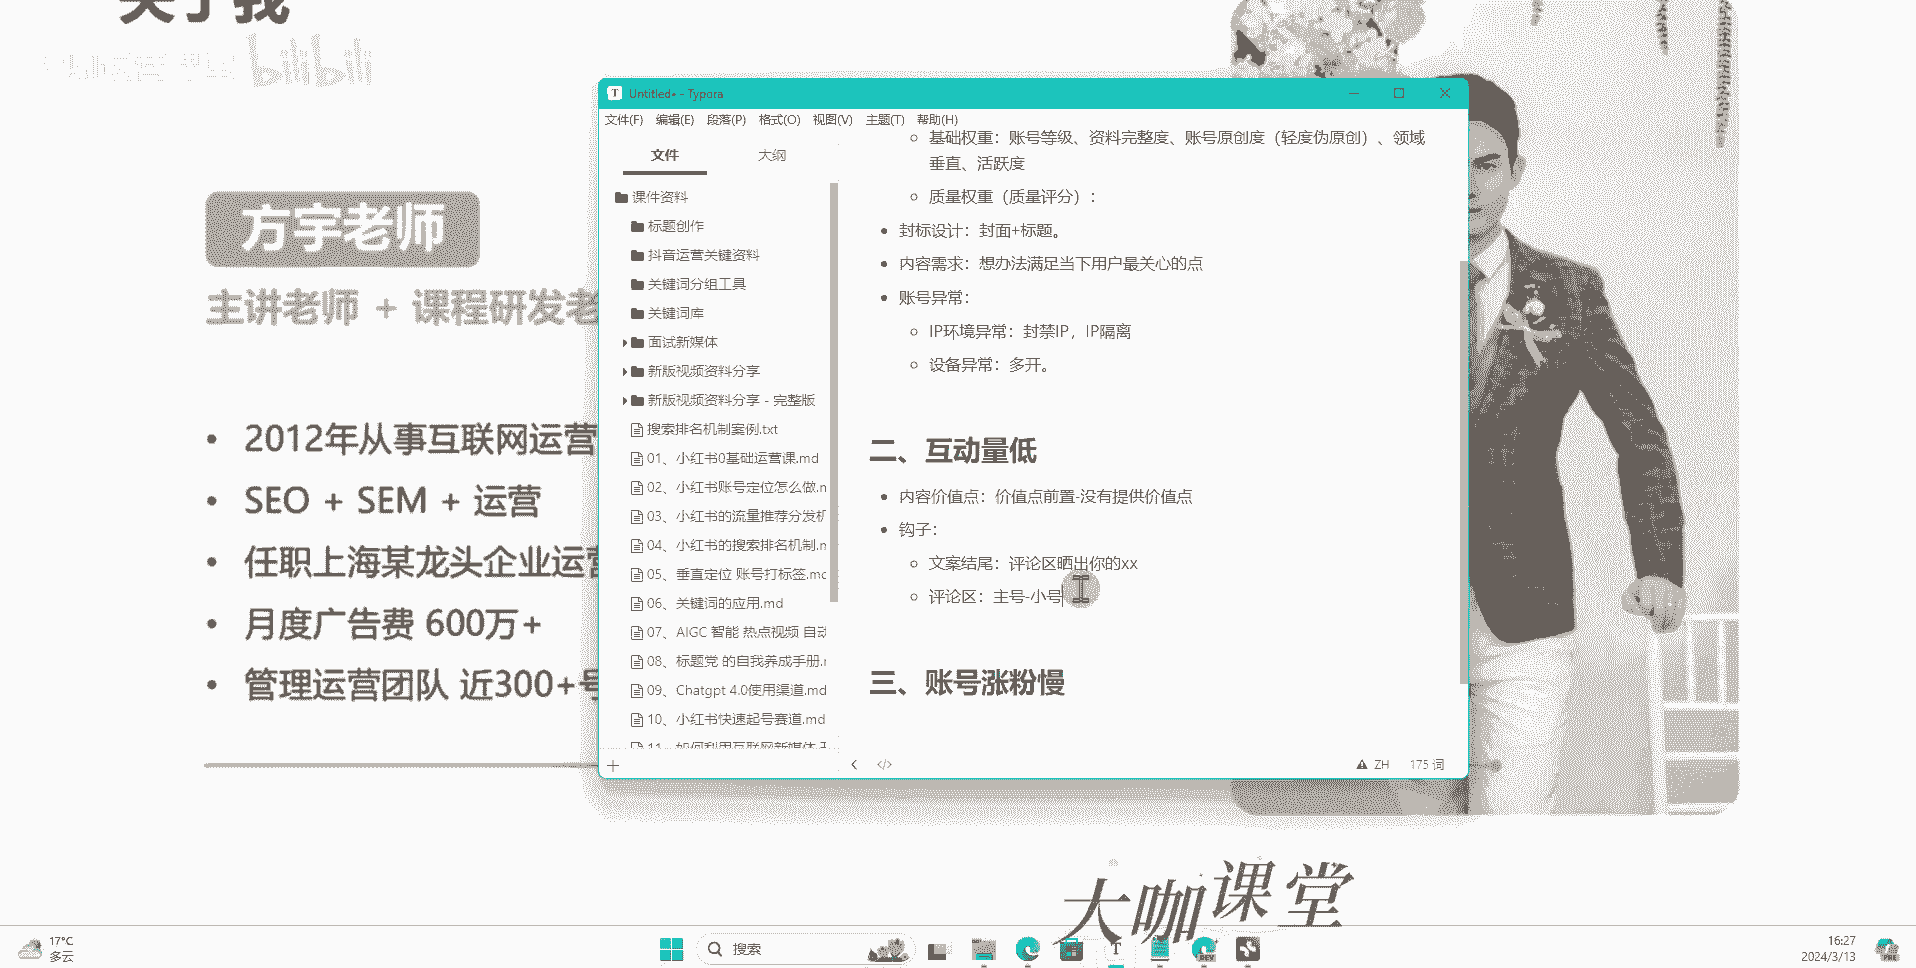 关于我
bilibili
方宇老师
主讲老师 + 课程研发老
2012年从事互联网运营
SEO + SEM + 运营
任职上海某龙头企业运营
月度广告费 600万+
管理运营团队 近300+号
Untitled• - Typora
文件(F) 编辑(E) 段落(P) 格式(O) 视图(V) 主题(T) 帮助(H)
文件 大纲
课件资料
标题创作
抖音运营关键资料
关键词分组工具
关键词库
面试新媒体
新版视频资料分享
新版视频资料分享 - 完整版
搜索排名机制案例.txt
01、小红书0基础运营课.md
02、小红书账号定位怎么做.m
03、小红书的流量推荐分发机
04、小红书的搜索排名机制.m
05、垂直定位 账号打标签.mc
06、关键词的应用.md
07、AIGC 智能 热点视频 自动
08、标题党 的自我养成手册.m
09、Chatgpt 4.0使用渠道.md
10、小红书快速起号赛道.md
11、如何利用互联网新媒体
基础权重：账号等级、资料完整度、账号原创度（轻度伪原创）、领域
垂直、活跃度
质量权重（质量评分）：
封标设计：封面+标题。
内容需求：想办法满足当下用户最关心的点
账号异常：
IP环境异常：封禁IP，IP隔离
设备异常：多开。
二、互动量低
内容价值点：价值点前置-没有提供价值点
钩子：
文案结尾：评论区晒出你的xx
评论区：主号-小号
三、账号涨粉慢
ZH 175 词
大咖课堂
17°C
多云
搜索
T
DEV
16:27
2024/3/13
PRE